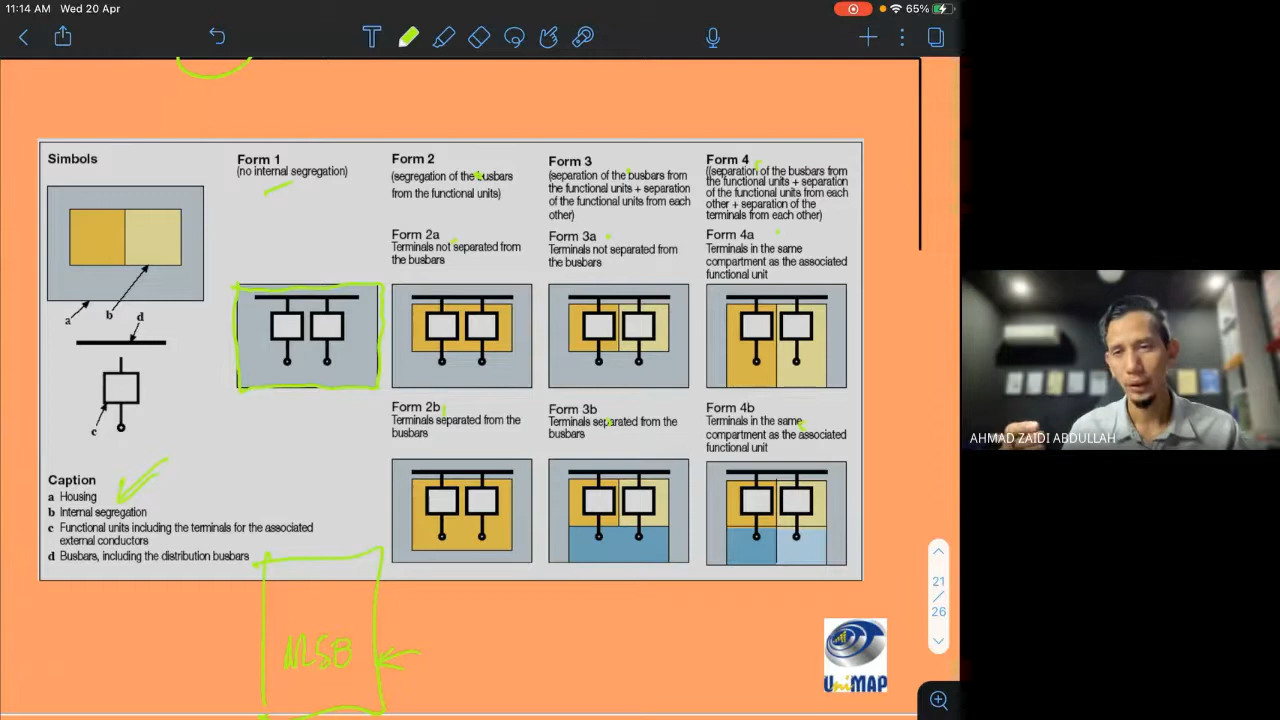 11:14 AM Wed 20 Apr
65%
T
Simbols
a
b
d
c
Caption
a Housing
b Internal segregation
c Functional units including the terminals for the associated
external conductors
d Busbars, including the distribution busbars
Form 1
(no internal segregation)
Form 2
(segregation of the busbars
from the functional units)
Form 2a
Terminals not separated from
the busbars
Form 2b
Terminals separated from the
busbars
Form 3
(separation of the busbars from
the functional units + separation
of the functional units from each
other)
Form 3a
Terminals not separated from
the busbars
Form 3b
Terminals separated from the
busbars
Form 4
((separation of the busbars from
the functional units + separation
of the functional units from each
other + separation of the
terminals from each other)
Form 4a
Terminals in the same
compartment as the associated
functional unit
Form 4b
Terminals in the same
compartment as the associated
functional unit
MSB
21
/
26
UniMAP
AHMAD ZAIDI ABDULLAH